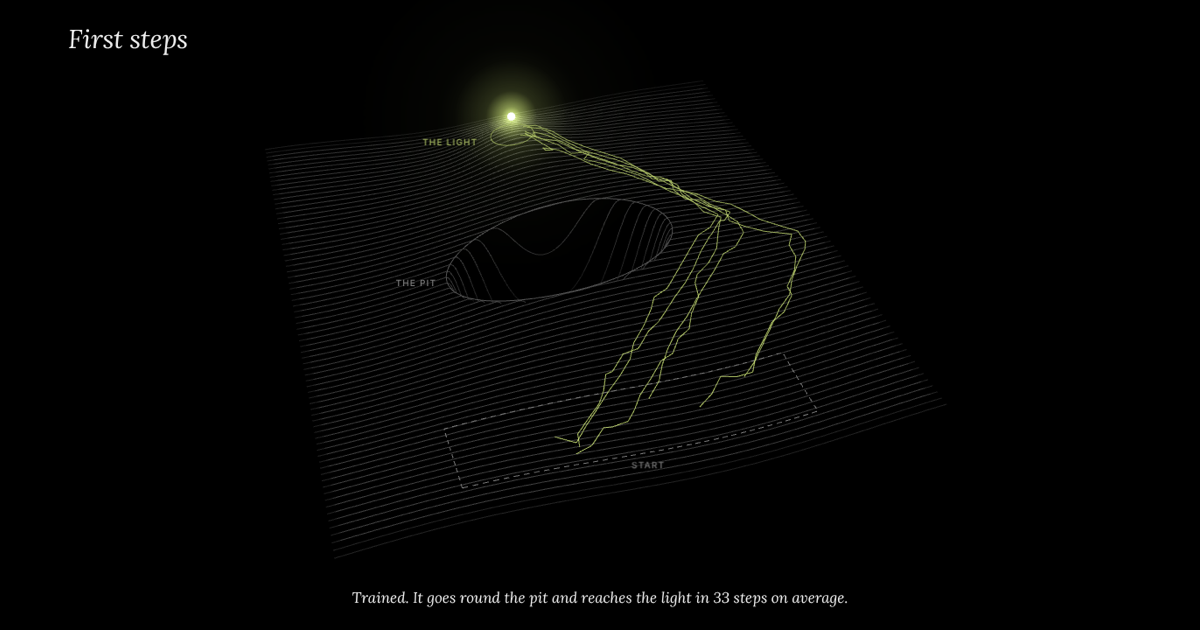 First steps
THE LIGHT
THE PIT
START
Trained. It goes round the pit and reaches the light in 33 steps on average.